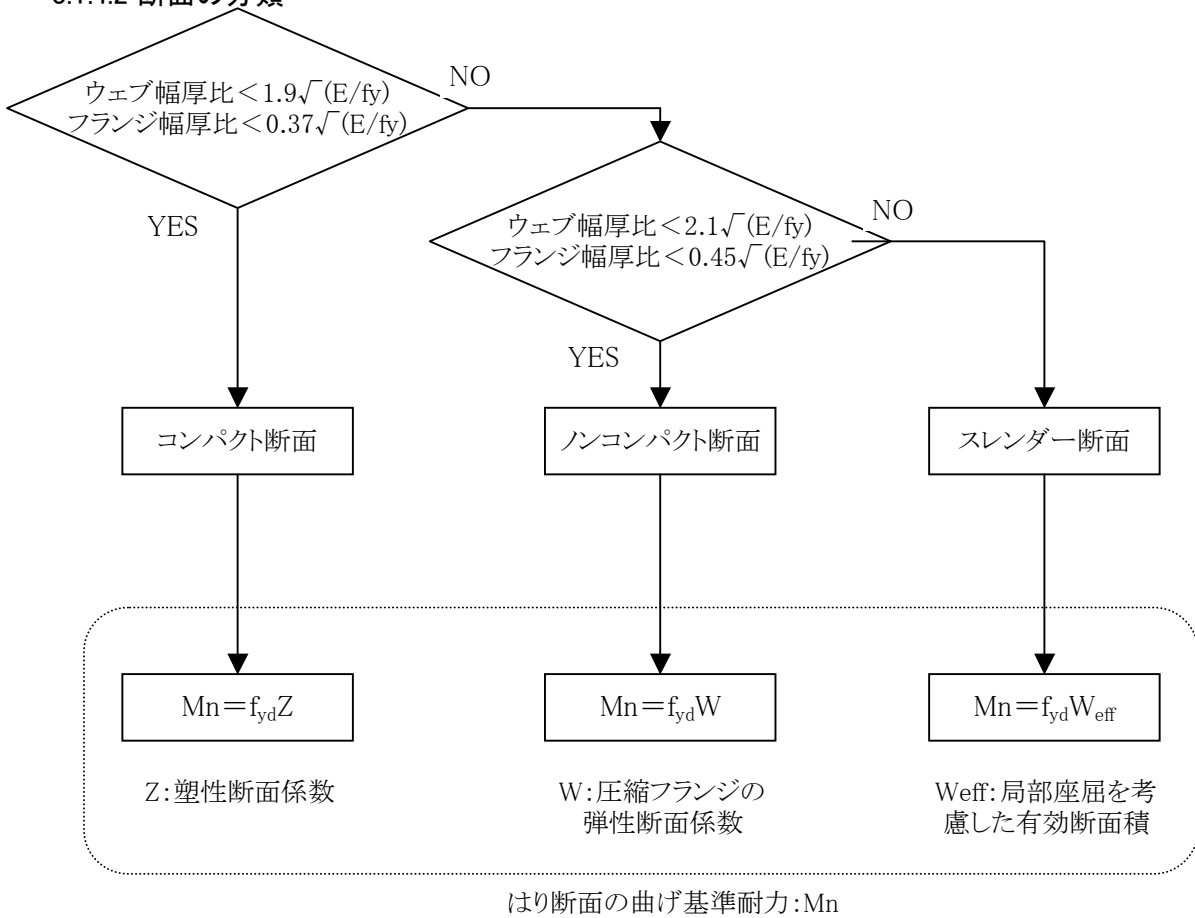 断面の分類
ウェブ幅厚比＜1.9√(E/fy)
フランジ幅厚比＜0.37√(E/fy)
NO
YES
ウェブ幅厚比＜2.1√(E/fy)
フランジ幅厚比＜0.45√(E/fy)
NO
YES
コンパクト断面
ノンコンパクト断面
スレンダー断面
Mn＝fydZ
Mn＝fydW
Mn＝fydWeff
Z:塑性断面係数
W:圧縮フランジの
弾性断面係数
Weff:局部座屈を考
慮した有効断面積
はり断面の曲げ基準耐力:Mn